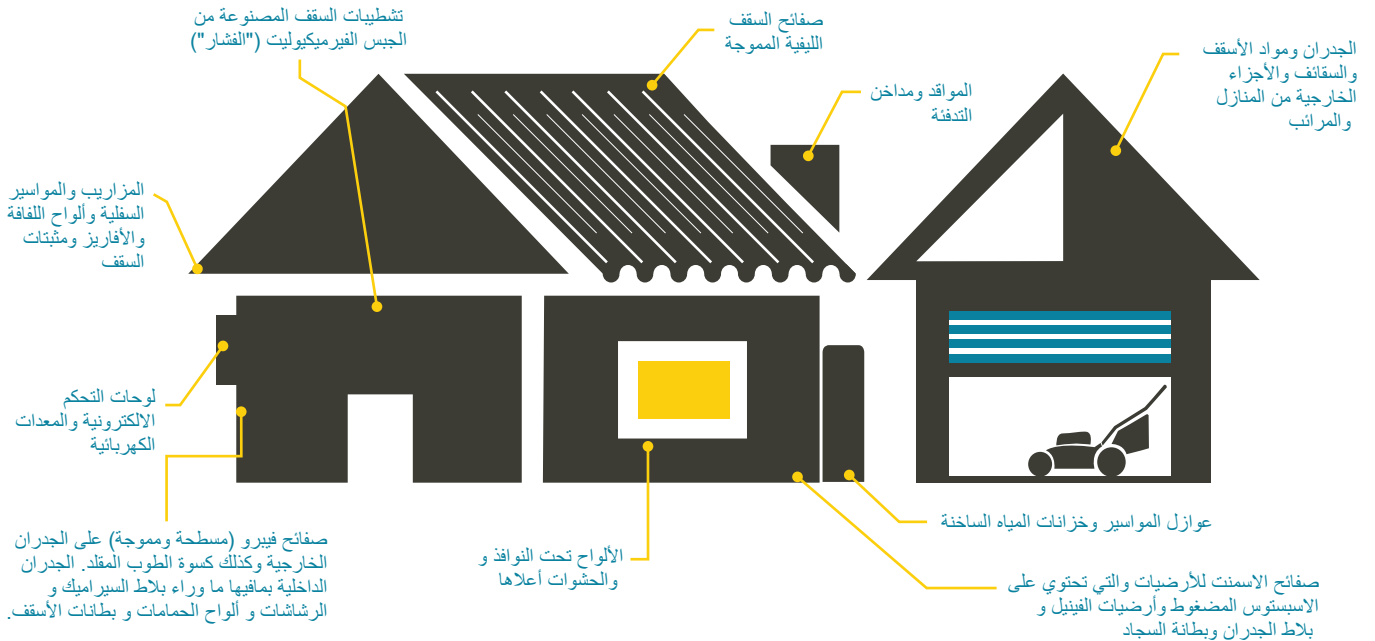 تشطيبات السقف المصنوعة من
الجبس الفيرميكيوليت ("الفشار")
صفائح السقف
الليفية المموجة
المواقد ومداخن
التدفئة
الجدران ومواد الأسقف
والسقائف والأجزاء
الخارجية من المنازل
والمرائب
المزاريب والمواسير
السفلية وألواح اللفافة
والأفاريز ومثبتات
السقف
لوحات التحكم
الالكترونية والمعدات
الكهربائية
صفائح فيبرو (مسطحة ومموجة) على الجدران
الخارجية وكذلك كسوة الطوب المقلد. الجدران
الداخلية بمافيها ما وراء بلاط السيراميك و
الرشاشات و ألواح الحمامات و بطانات الأسقف.
الألواح تحت النوافذ و
والحشوات أعلاها
عوازل المواسير وخزانات المياه الساخنة
صفائح الاسمنت للأرضيات والتي تحتوي على
الاسبستوس المضغوط وأرضيات الفينيل و
بلاط الجدران وبطانة السجاد